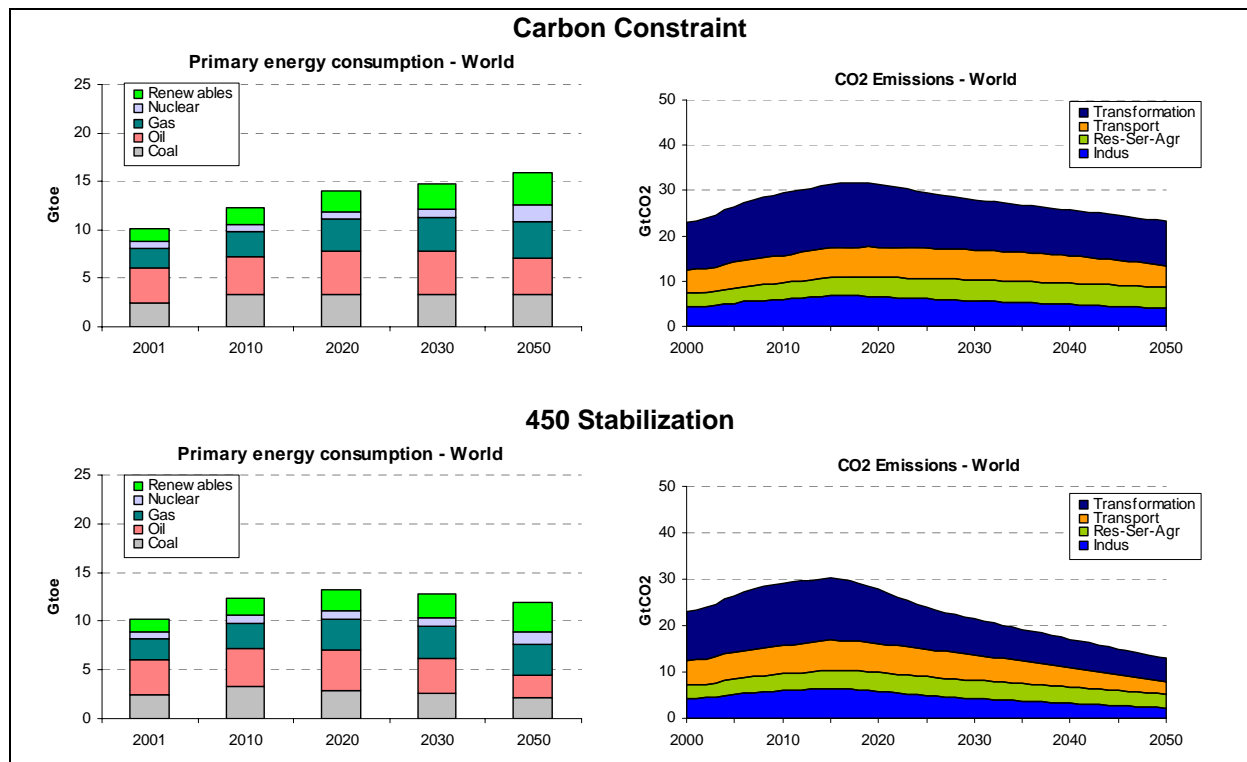 Carbon Constraint
Primary energy consumption - World
25
20
15
10
5
0
Gtoe
Renewables
Nuclear
Gas
Oil
Coal
2001 2010 2020 2030 2050
CO2 Emissions - World
50
40
30
20
10
0
GtCO2
Transformation
Transport
Res-Ser-Agr
Indus
2000 2010 2020 2030 2040 2050
450 Stabilization
Primary energy consumption - World
25
20
15
10
5
0
Gtoe
Renewables
Nuclear
Gas
Oil
Coal
2001 2010 2020 2030 2050
CO2 Emissions - World
50
40
30
20
10
0
GtCO2
Transformation
Transport
Res-Ser-Agr
Indus
2000 2010 2020 2030 2040 2050